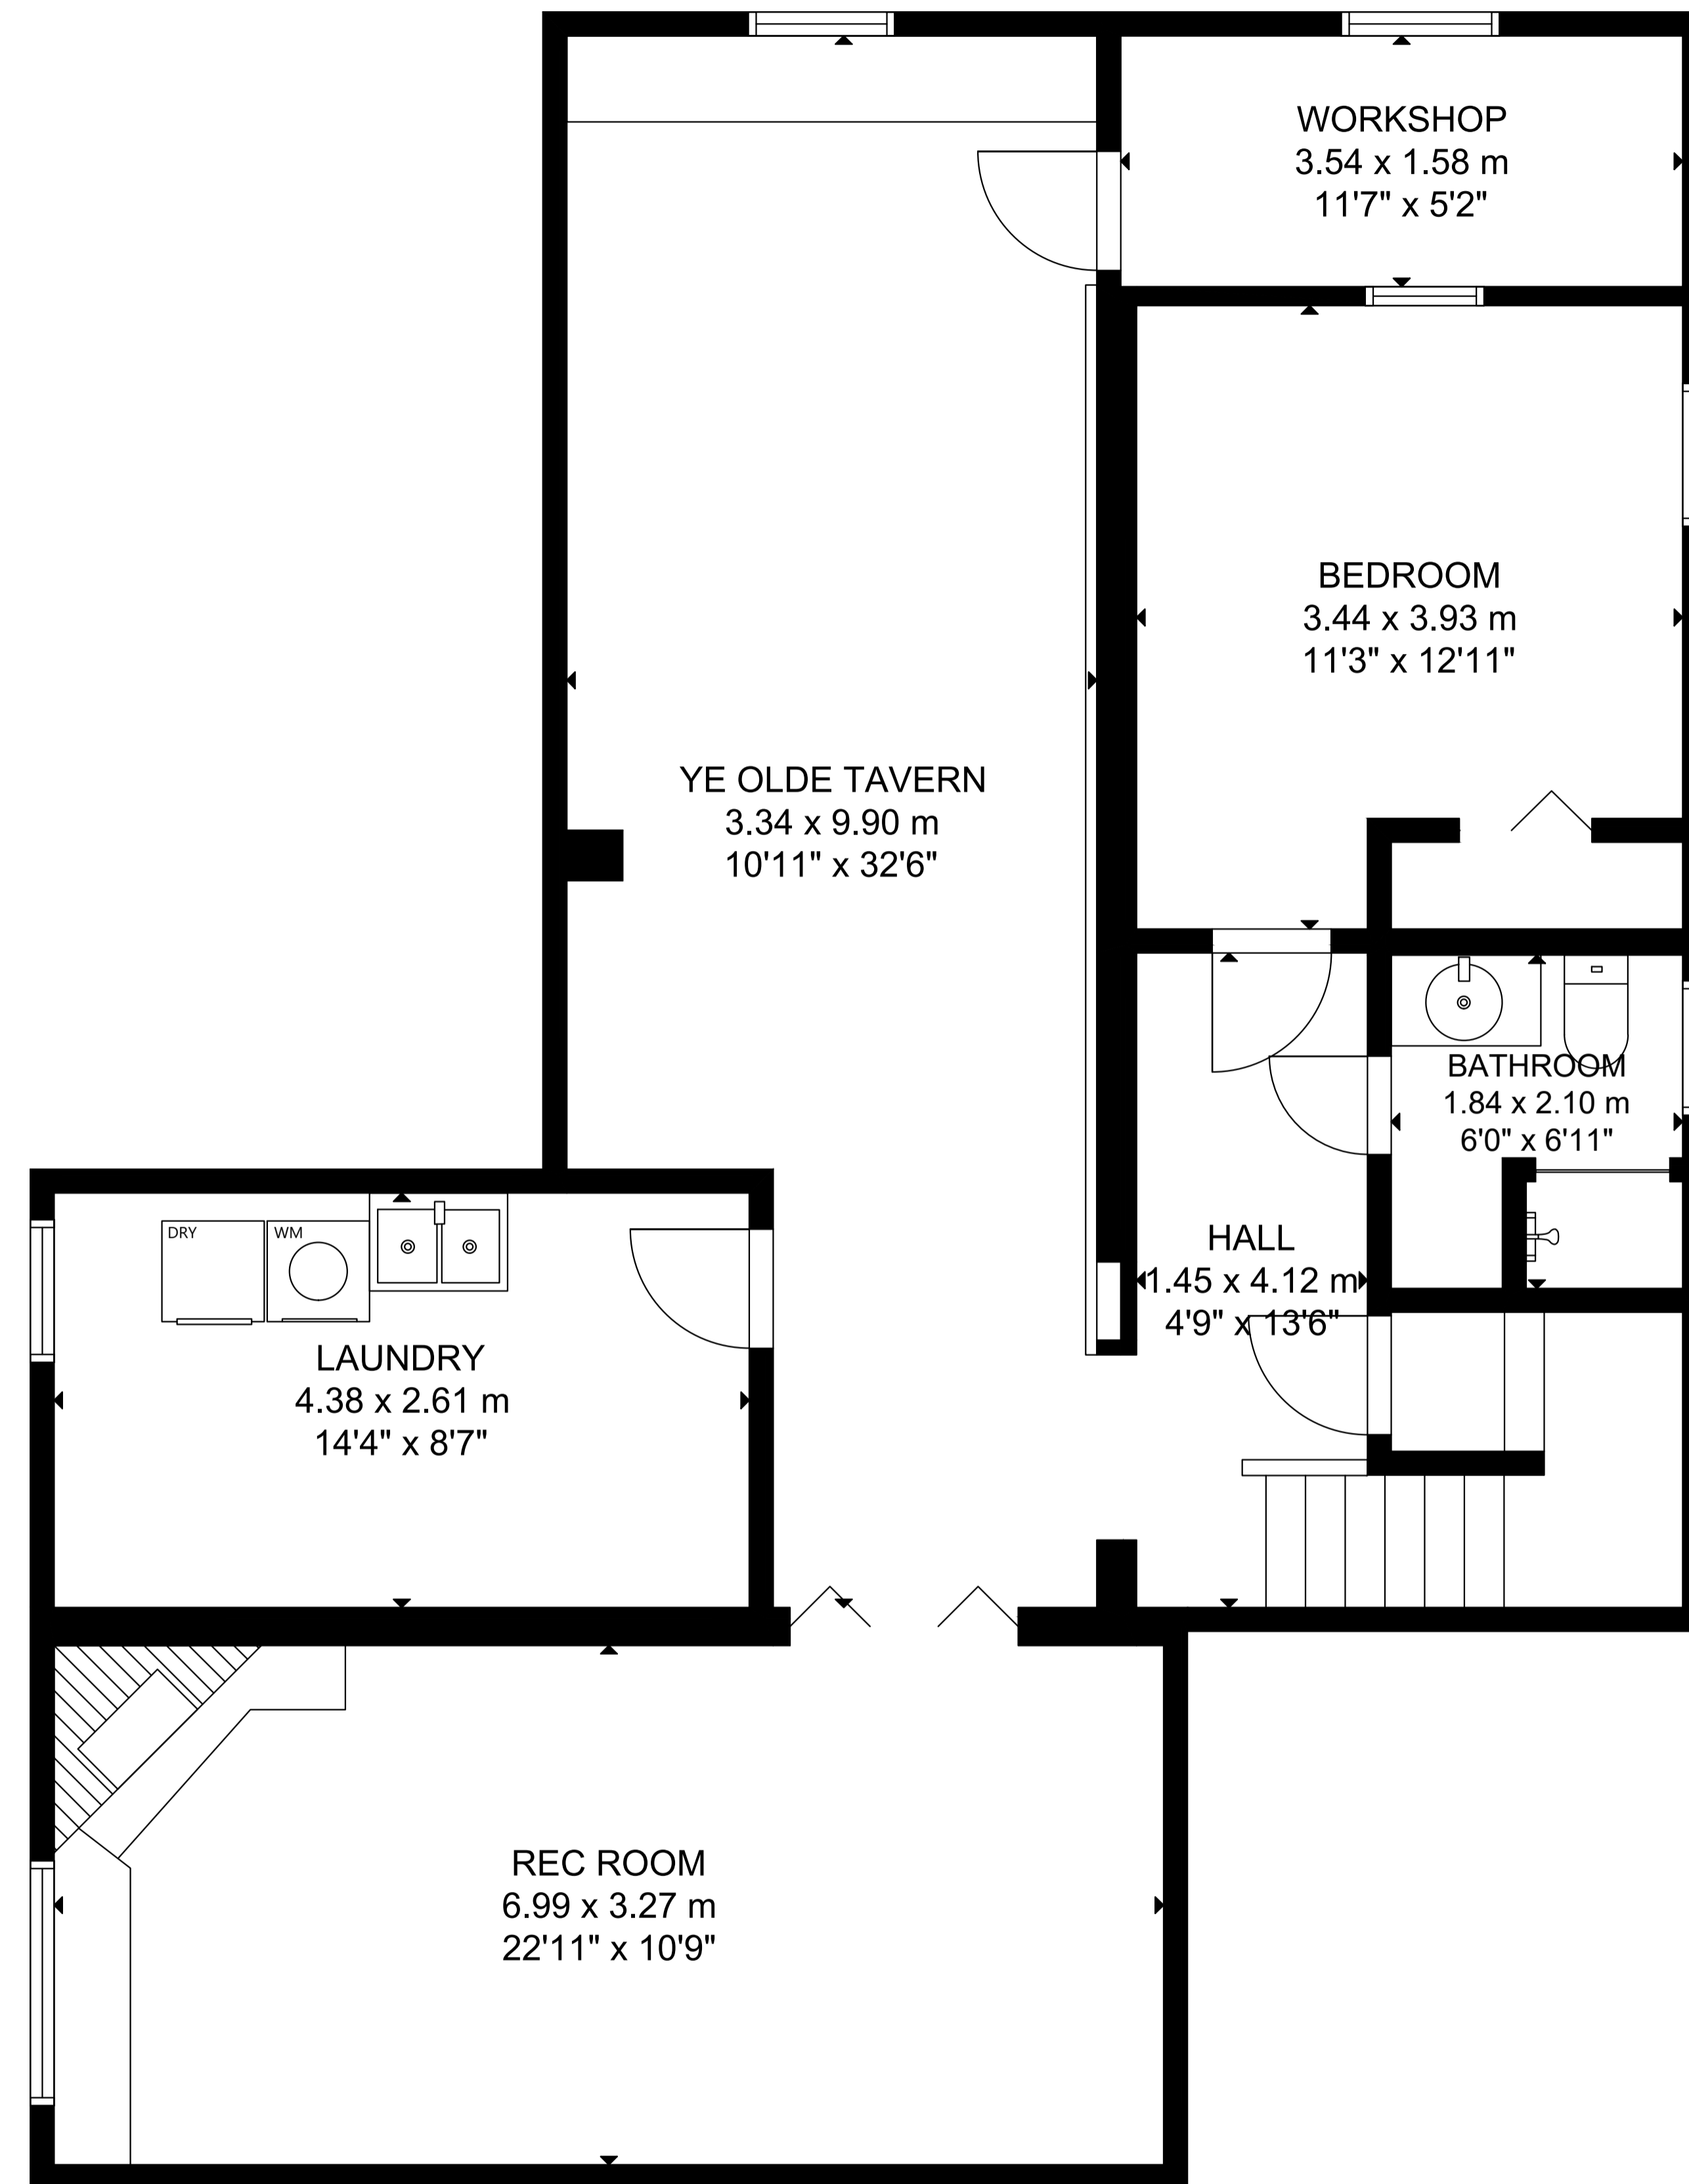 WORKSHOP
3.54 x 1.58 m
11'7" x 5'2"
BEDROOM
3.44 x 3.93 m
11'3" x 12'11"
YE OLDE TAVERN
3.34 x 9.90 m
10'11" x 32'6"
BATHROOM
1.84 x 2.10 m
6'0" x 6'11"
DRY
WM
HALL
1.45 x 4.12 m
4'9" x 13'6"
LAUNDRY
4.38 x 2.61 m
14'4" x 8'7"
REC ROOM
6.99 x 3.27 m
22'11" x 10'9"